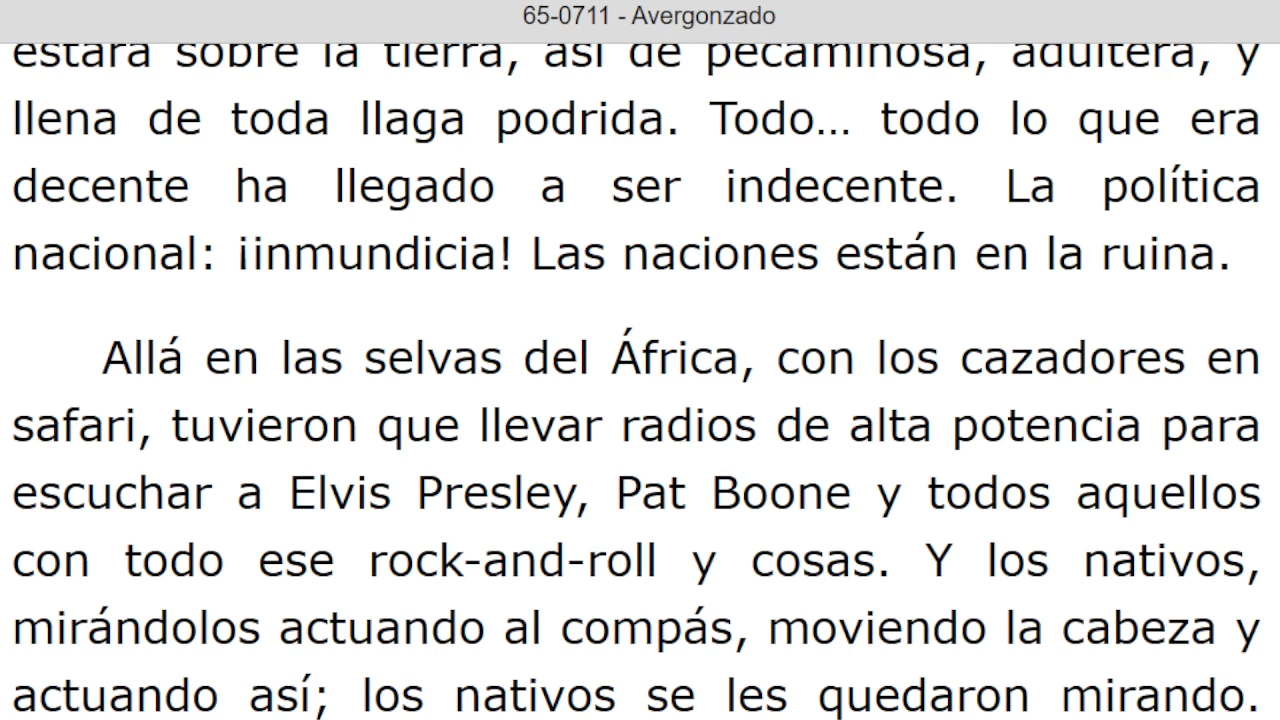 65-0711 - Avergonzado
estará sobre la tierra, así de pecaminosa, adúltera, y
llena de toda llaga podrida. Todo… todo lo que era
decente ha llegado a ser indecente. La política
nacional: ¡inmundicia! Las naciones están en la ruina.
Allá en las selvas del África, con los cazadores en
safari, tuvieron que llevar radios de alta potencia para
escuchar a Elvis Presley, Pat Boone y todos aquellos
con todo ese rock-and-roll y cosas. Y los nativos,
mirándolos actuando al compás, moviendo la cabeza y
actuando así; los nativos se les quedaron mirando.